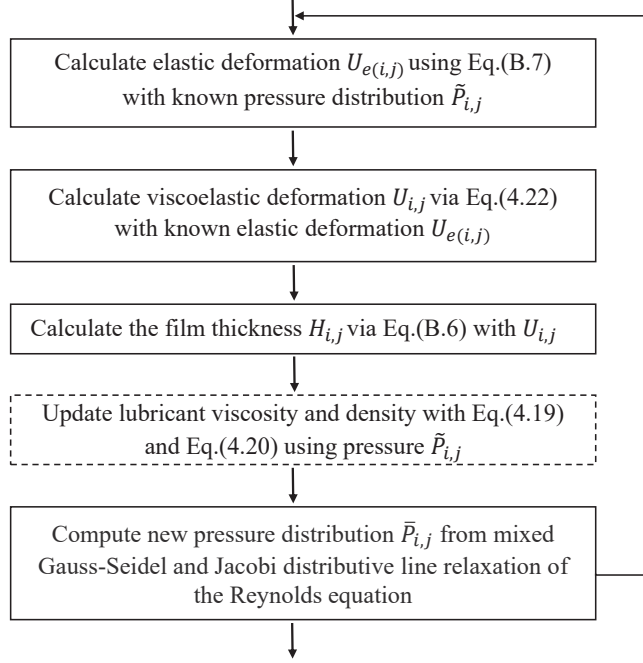 Calculate elastic deformation $U_{e(i,j)}$ using Eq.(B.7)
with known pressure distribution $\tilde{P}_{i,j}$
Calculate viscoelastic deformation $U_{i,j}$ via Eq.(4.22)
with known elastic deformation $U_{e(i,j)}$
Calculate the film thickness $H_{i,j}$ via Eq.(B.6) with $U_{i,j}$
Update lubricant viscosity and density with Eq.(4.19)
and Eq.(4.20) using pressure $\tilde{P}_{i,j}$
Compute new pressure distribution $\bar{P}_{i,j}$ from mixed
Gauss-Seidel and Jacobi distributive line relaxation of
the Reynolds equation